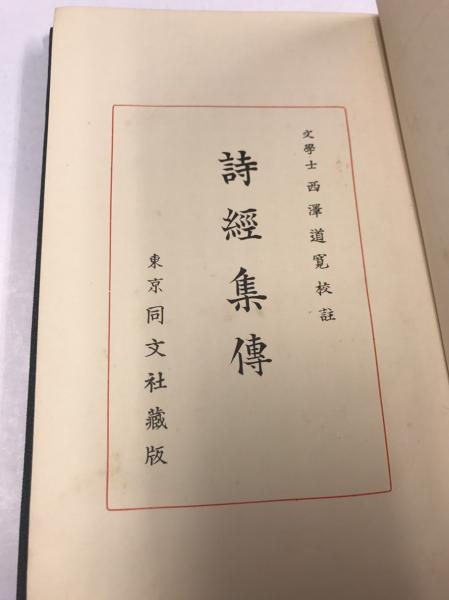 文學士 西澤道寬校註
詩經集傳
東京 同文社藏版